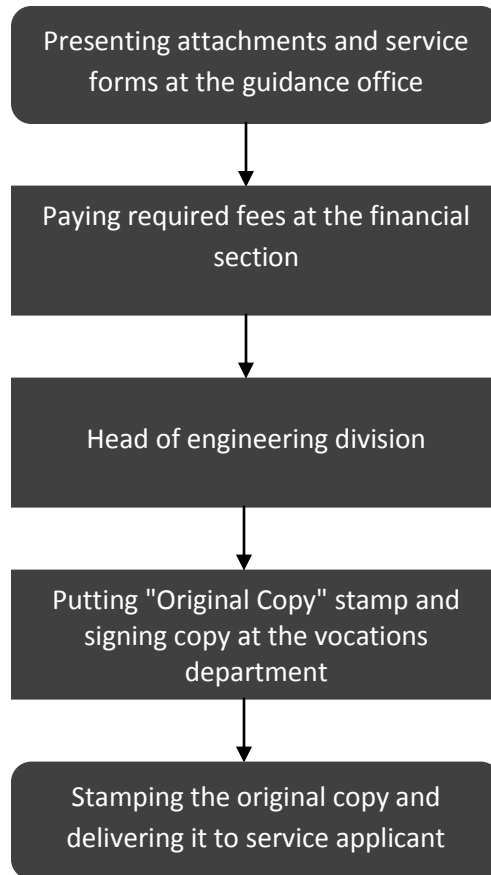 Presenting attachments and service
forms at the guidance office
Paying required fees at the financial
section
Head of engineering division
Putting "Original Copy" stamp and
signing copy at the vocations
department
Stamping the original copy and
delivering it to service applicant